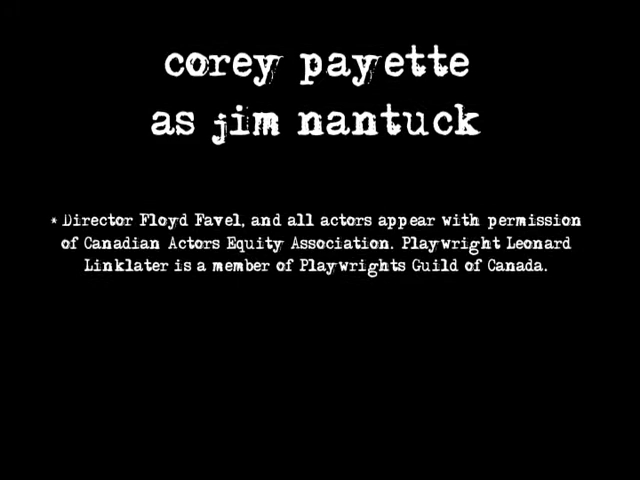 corey payette
as jim nantuck
* Director Floyd Favel, and all actors appear with permission
of Canadian Actors Equity Association. Playwright Leonard
Linklater is a member of Playwrights Guild of Canada.